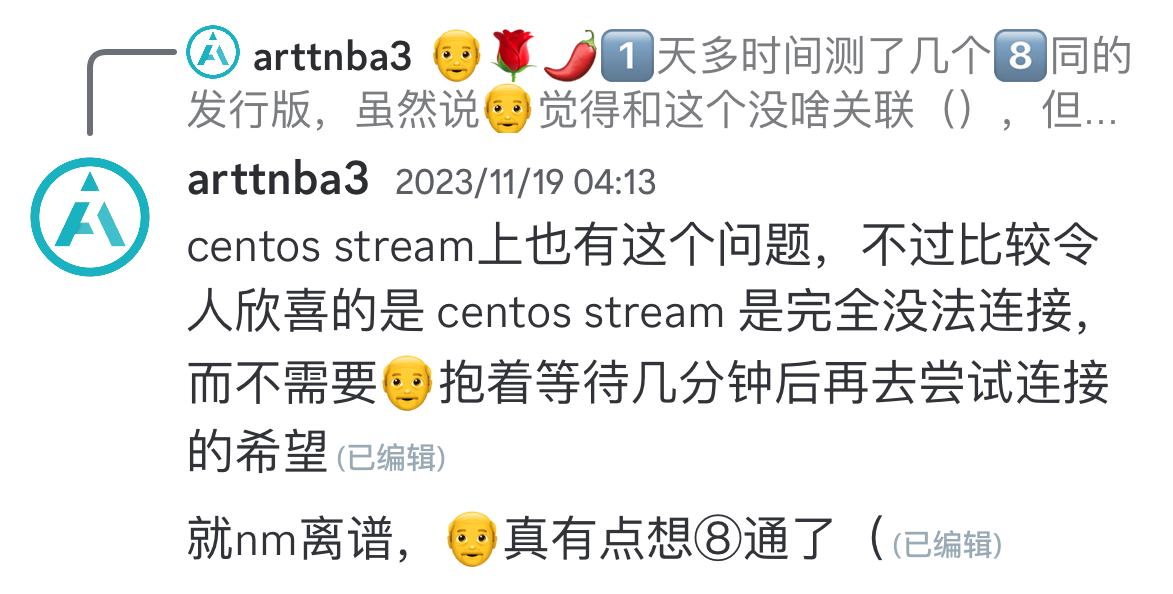 arttnba3 👴🌹🌶️1️⃣天多时间测了几个8️⃣同的
发行版，虽然说👴觉得和这个没啥关联（），但...
arttnba3 2023/11/19 04:13
centos stream上也有这个问题，不过比较令
人欣喜的是 centos stream 是完全没法连接，
而不需要👴抱着等待几分钟后再去尝试连接
的希望 (已编辑)
就nm离谱，👴真有点想⑧通了（ (已编辑)